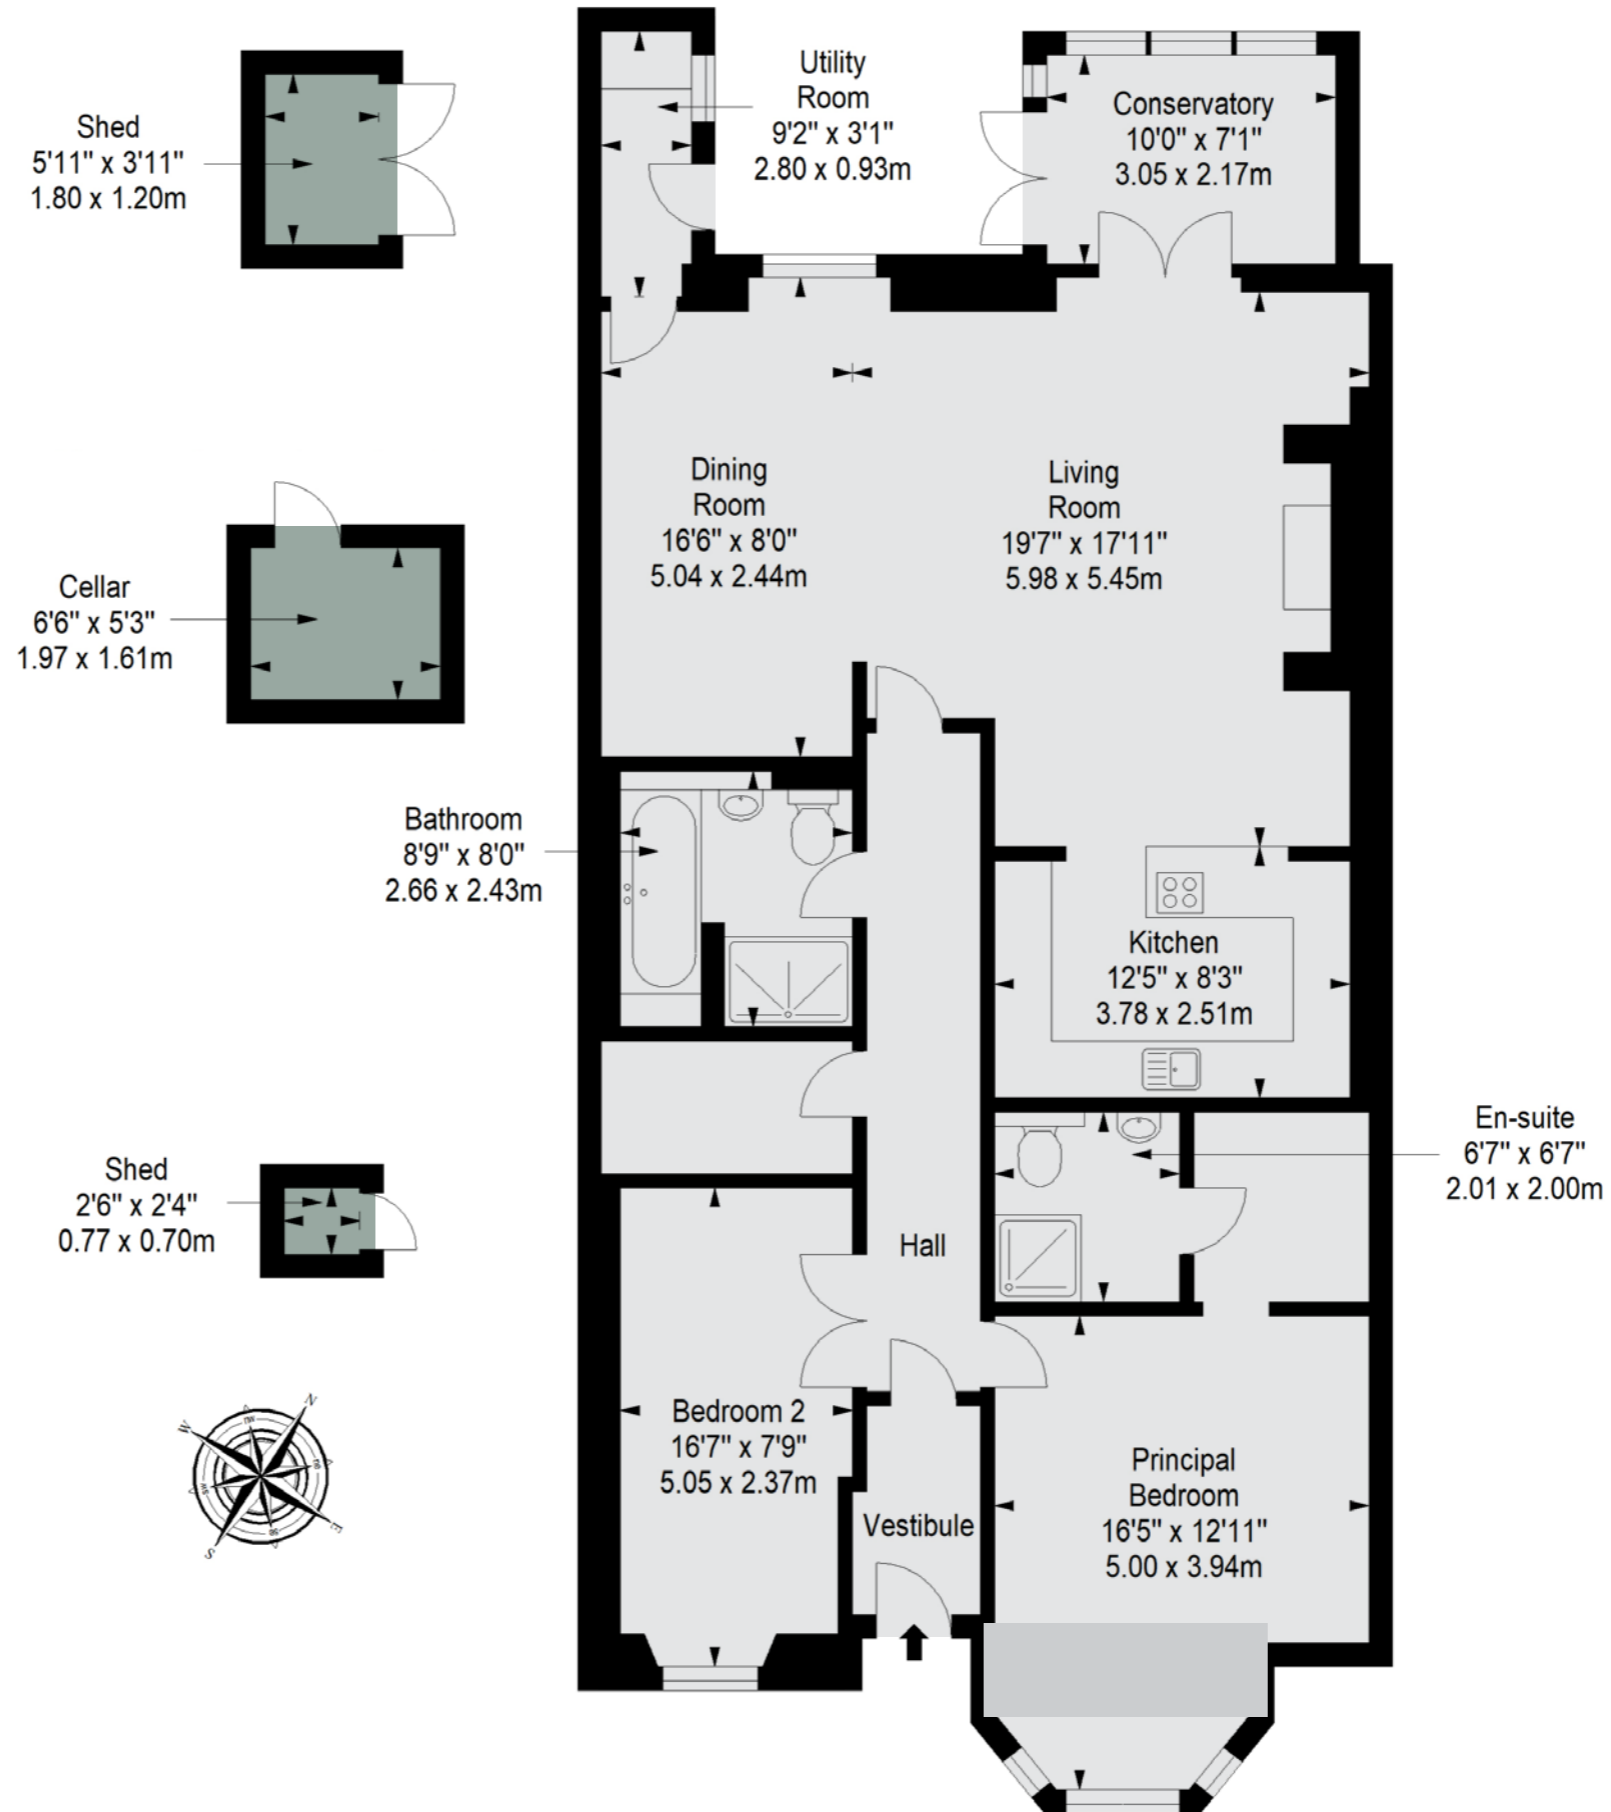 Utility
Room
9'2" x 3'1"
2.80 x 0.93m
Conservatory
10'0" x 7'1"
3.05 x 2.17m
Shed
5'11" x 3'11"
1.80 x 1.20m
Dining
Room
16'6" x 8'0"
5.04 x 2.44m
Living
Room
19'7" x 17'11"
5.98 x 5.45m
Cellar
6'6" x 5'3"
1.97 x 1.61m
Bathroom
8'9" x 8'0"
2.66 x 2.43m
Kitchen
12'5" x 8'3"
3.78 x 2.51m
En-suite
6'7" x 6'7"
2.01 x 2.00m
Shed
2'6" x 2'4"
0.77 x 0.70m
Hall
Bedroom 2
16'7" x 7'9"
5.05 x 2.37m
Vestibule
Principal
Bedroom
16'5" x 12'11"
5.00 x 3.94m
N
W
E
S